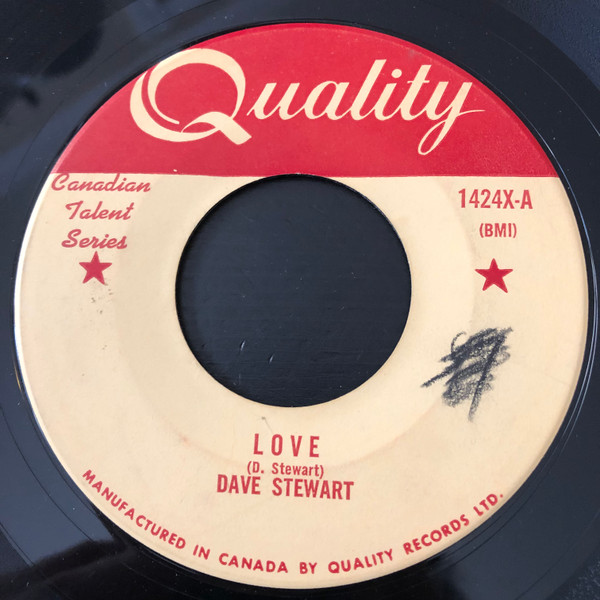 Quality
Canadian
Talent
Series
1424X-A
(BMI)
LOVE
(D. Stewart)
DAVE STEWART
MANUFACTURED IN CANADA BY QUALITY RECORDS LTD.